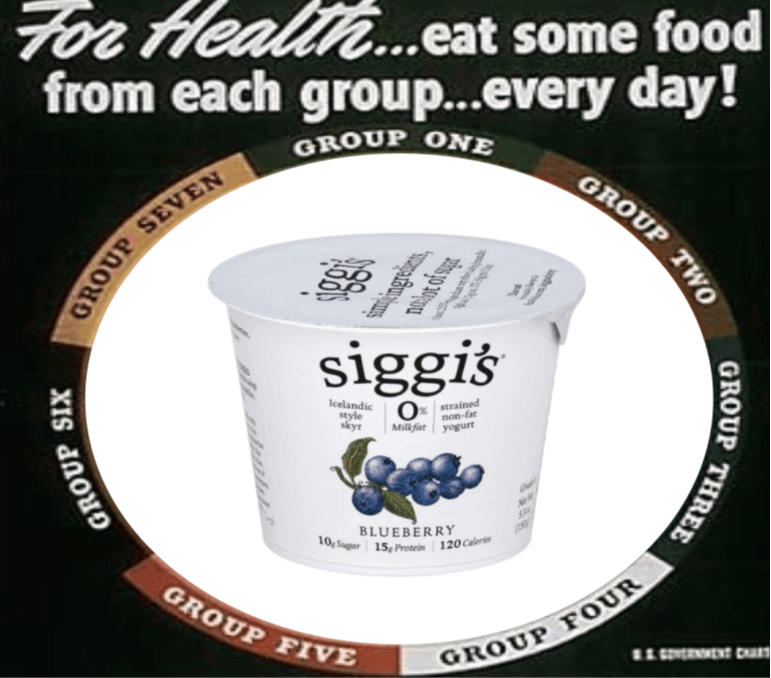 For Health...eat some food
from each group...every day!
GROUP ONE
GROUP TWO
GROUP THREE
GROUP FOUR
GROUP FIVE
GROUP SIX
GROUP SEVEN
siggi's
simple ingredients,
not a lot of sugar
siggi's
Icelandic style skyr
0% Milkfat
strained non-fat yogurt
BLUEBERRY
10g Sugar | 15g Protein | 120 Calories
U.S. GOVERNMENT CHART